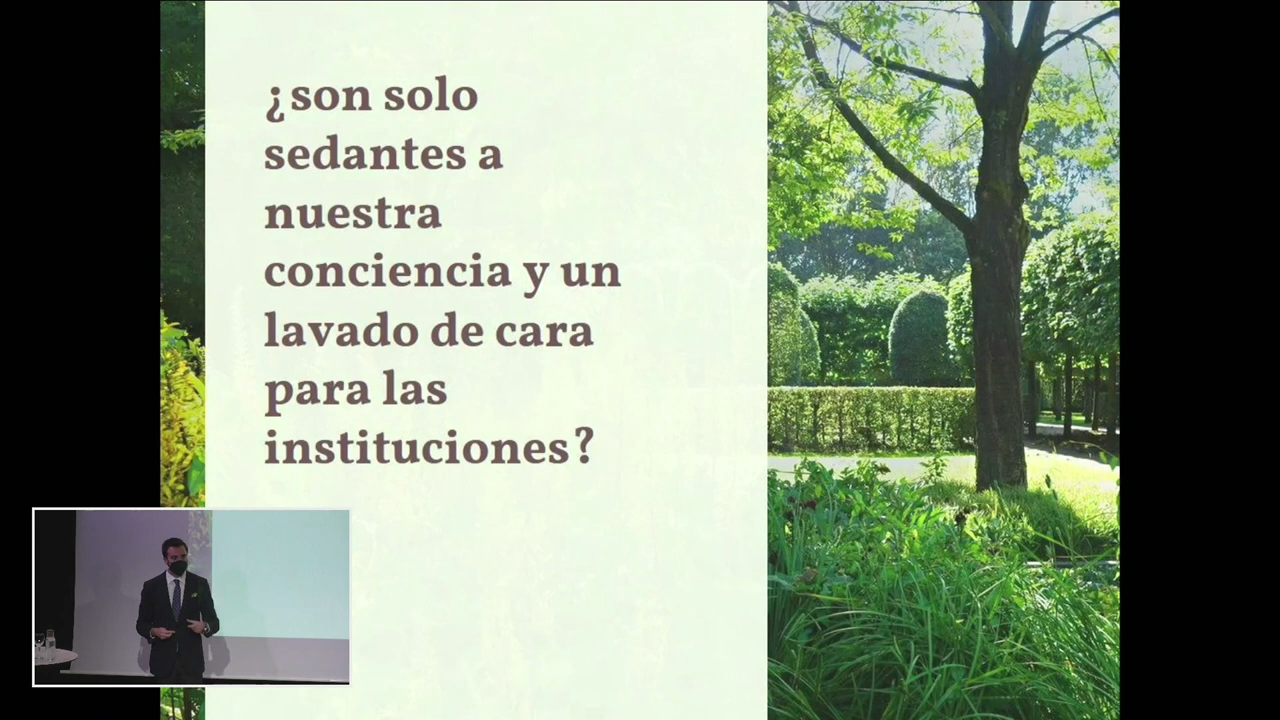 ¿son solo
sedantes a
nuestra
conciencia y un
lavado de cara
para las
instituciones?